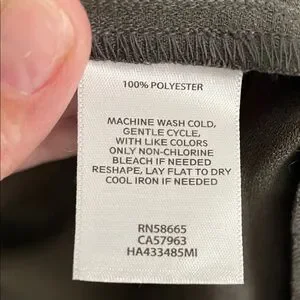 100% POLYESTER
MACHINE WASH COLD,
GENTLE CYCLE,
WITH LIKE COLORS
ONLY NON-CHLORINE
BLEACH IF NEEDED
RESHAPE, LAY FLAT TO DRY
COOL IRON IF NEEDED
RN58665
CA57963
HA433485MI